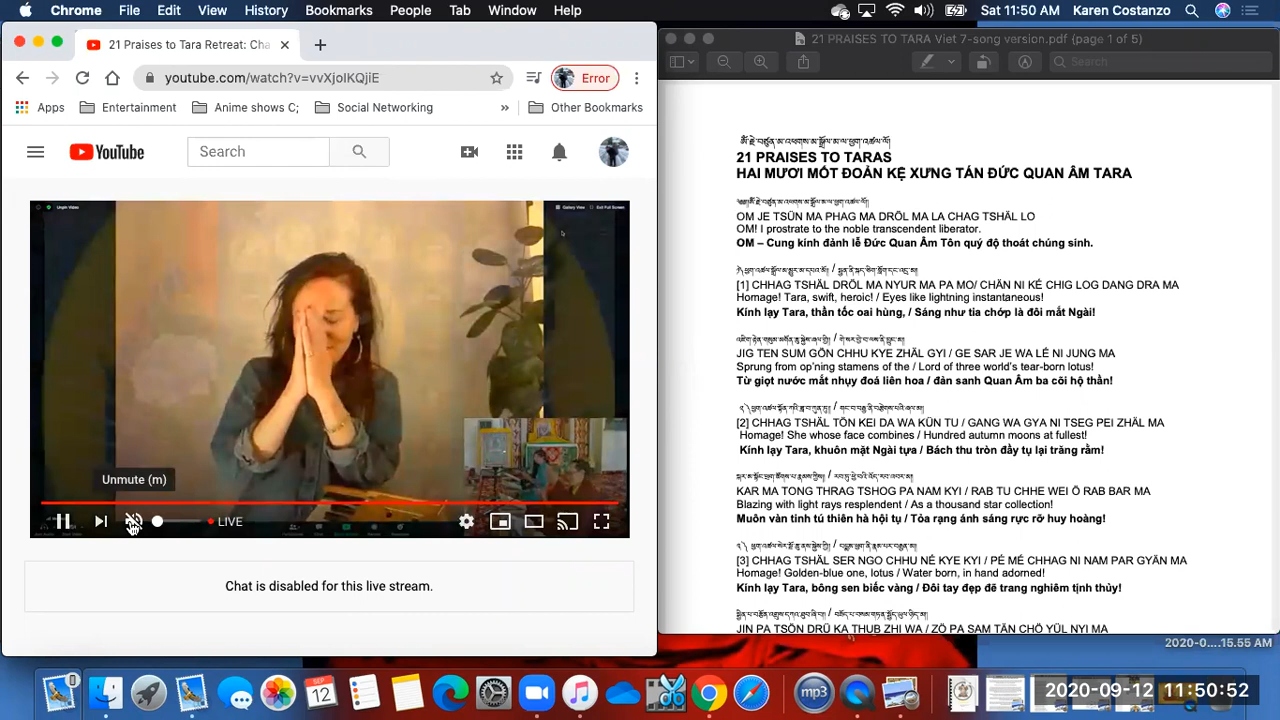 Chrome File Edit View History Bookmarks People Tab Window Help
Sat 11:50 AM Karen Costanzo
21 Praises to Tara Retreat: Cha
youtube.com/watch?v=vvXjolKQjiE
Error
Apps Entertainment Anime shows C; Social Networking » Other Bookmarks
YouTube
Search
Unpin Video
Gallery View Exit Full Screen
Unmute (m)
LIVE
Chat is disabled for this live stream.
21 PRAISES TO TARA Viet 7-song version.pdf (page 1 of 5)
Search
21 PRAISES TO TARAS
HAI MƯƠI MỐT ĐOẢN KỆ XƯNG TÁN ĐỨC QUAN ÂM TARA
OM JE TSÜN MA PHAG MA DRÖL MA LA CHAG TSHÄL LO
OM! I prostrate to the noble transcendent liberator.
OM – Cung kính đảnh lễ Đức Quan Âm Tôn quý độ thoát chúng sinh.
[1] CHHAG TSHÄL DRÖL MA NYUR MA PA MO/ CHÄN NI KÉ CHIG LOG DANG DRA MA
Homage! Tara, swift, heroic! / Eyes like lightning instantaneous!
Kính lạy Tara, thần tốc oai hùng, / Sáng như tia chớp là đôi mắt Ngài!
JIG TEN SUM GÖN CHHU KYE ZHÄL GYI / GE SAR JE WA LÉ NI JUNG MA
Sprung from op'ning stamens of the / Lord of three world's tear-born lotus!
Từ giọt nước mắt nhụy đoá liên hoa / đản sanh Quan Âm ba cõi hộ thần!
[2] CHHAG TSHÄL TÖN KEI DA WA KÜN TU / GANG WA GYA NI TSEG PEI ZHÄL MA
Homage! She whose face combines / Hundred autumn moons at fullest!
Kính lạy Tara, khuôn mặt Ngài tựa / Bách thu tròn đầy tụ lại trăng rằm!
KAR MA TONG THRAG TSHOG PA NAM KYI / RAB TU CHHE WEI Ö RAB BAR MA
Blazing with light rays resplendent / As a thousand star collection!
Muôn vàn tinh tú thiên hà hội tụ / Tỏa rạng ánh sáng rực rỡ huy hoàng!
[3] CHHAG TSHÄL SER NGO CHHU NÉ KYE KYI / PÉ MÉ CHHAG NI NAM PAR GYÄN MA
Homage! Golden-blue one, lotus / Water born, in hand adorned!
Kính lạy Tara, bông sen biếc vàng / Đôi tay đẹp đẽ trang nghiêm tịnh thủy!
JIN PA TSÖN DRÜ KA THUB ZHI WA / ZÖ PA SAM TÄN CHÖ YÜL NYI MA
2020-0....15.55 AM
SEP
12
mp3
2020-09-12 11:50:52